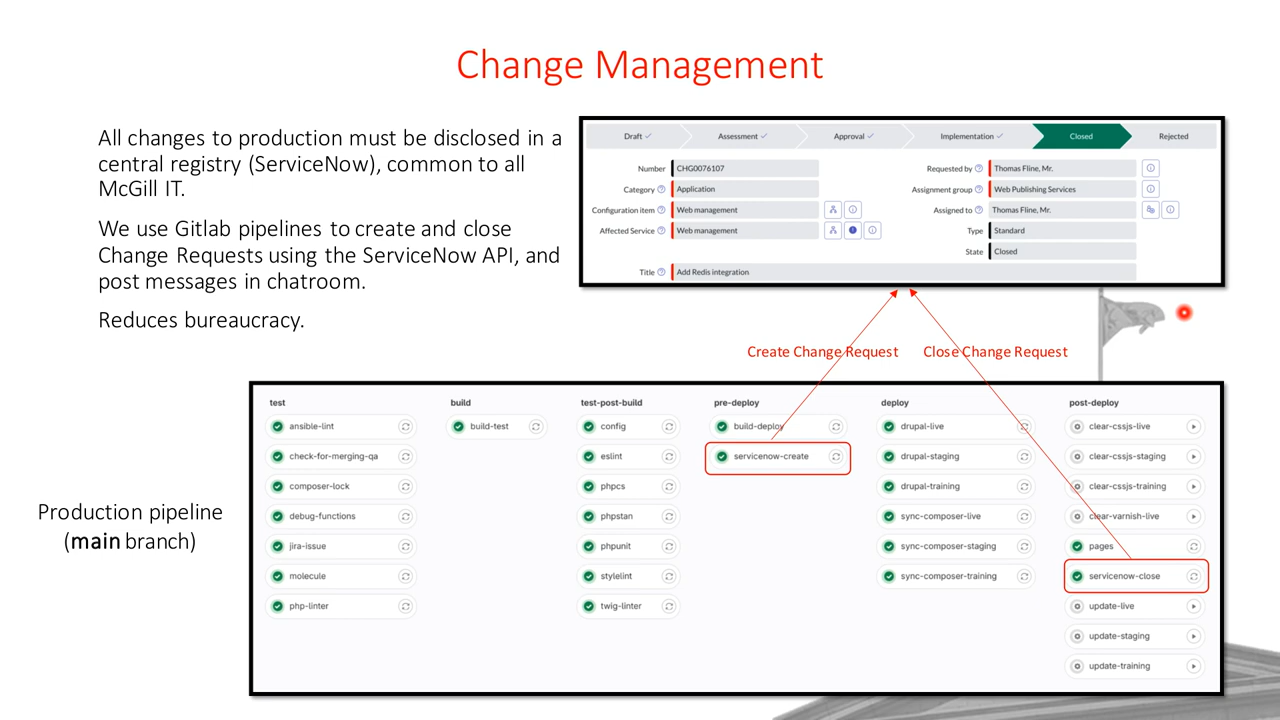 Change Management
All changes to production must be disclosed in a
central registry (ServiceNow), common to all
McGill IT.
We use Gitlab pipelines to create and close
Change Requests using the ServiceNow API, and
post messages in chatroom.
Reduces bureaucracy.
Draft Assessment Approval Implementation Closed Rejected
Number CHG0076107
Category Application
Configuration item Web management
Affected Service Web management
Requested by Thomas Fline, Mr.
Assignment group Web Publishing Services
Assigned to Thomas Fline, Mr.
Type Standard
State Closed
Title Add Redis integration
Create Change Request
Close Change Request
Production pipeline
(main branch)
test
ansible-lint
check-for-merging-qa
composer-lock
debug-functions
jira-issue
molecule
php-linter
build
build-test
test-post-build
config
eslint
phpcs
phpstan
phpunit
stylelint
twig-linter
pre-deploy
build-deploy
servicenow-create
deploy
drupal-live
drupal-staging
drupal-training
sync-composer-live
sync-composer-staging
sync-composer-training
post-deploy
clear-cssjs-live
clear-cssjs-staging
clear-cssjs-training
clear-varnish-live
pages
servicenow-close
update-live
update-staging
update-training